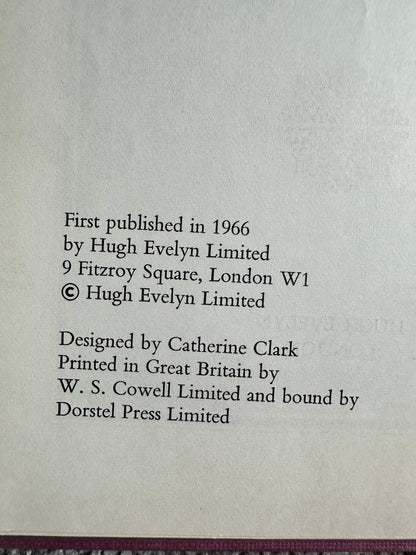 First published in 1966
by Hugh Evelyn Limited
9 Fitzroy Square, London W1
© Hugh Evelyn Limited
Designed by Catherine Clark
Printed in Great Britain by
W. S. Cowell Limited and bound by
Dorstel Press Limited